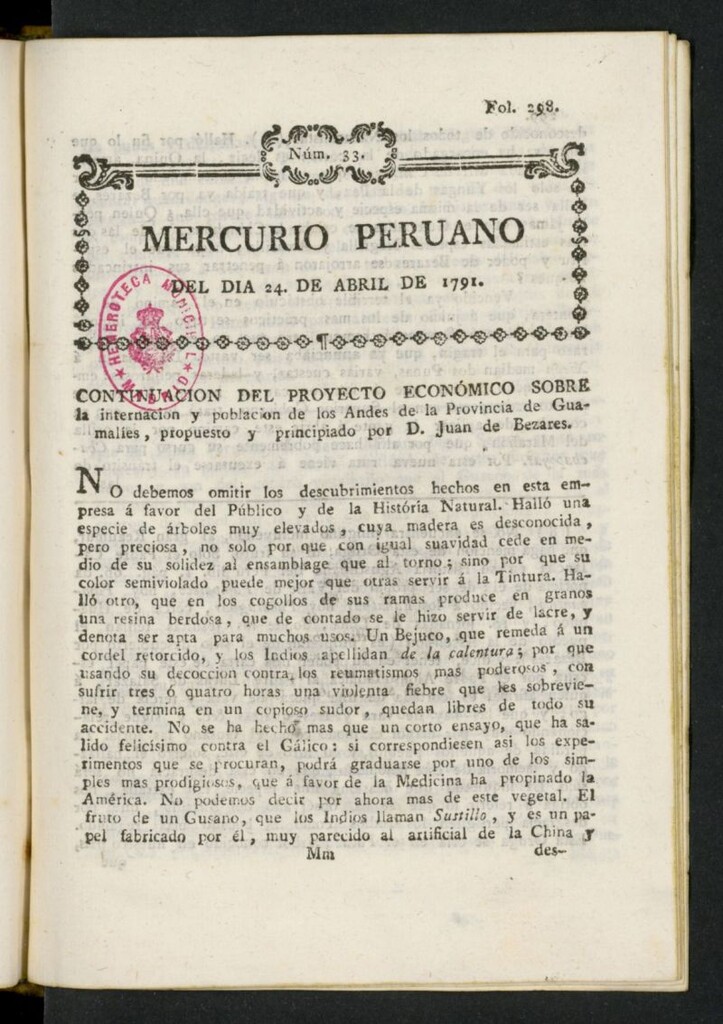 Fol. 298.
Núm. 33.
MERCURIO PERUANO
DEL DIA 24. DE ABRIL DE 1791.
HEMEROTECA MUNICIPAL
MADRID
CONTINUACION DEL PROYECTO ECONÓMICO SOBRE
la internacion y poblacion de los Andes de la Provincia de Gua-
malíes, propuesto y principiado por D. Juan de Bezares.
NO debemos omitir los descubrimientos hechos en esta em-
presa á favor del Público y de la História Natural. Halló una
especie de árboles muy elevados, cuya madera es desconocida,
pero preciosa, no solo por que con igual suavidad cede en me-
dio de su solidez al ensamblage que al torno; sino por que su
color semiviolado puede mejor que otras servir á la Tintura. Ha-
lló otro, que en los cogollos de sus ramas produce en granos
una resina berdosa, que de contado se le hizo servir de lacre, y
denota ser apta para muchos usos. Un Bejuco, que remeda á un
cordel retorcido, y los Indios apellidan de la calentura; por que
usando su decoccion contra los reumatismos mas poderosos, con
sufrir tres ó quatro horas una violenta fiebre que les sobrevie-
ne, y termina en un copioso sudor, quedan libres de todo su
accidente. No se ha hecho mas que un corto ensayo, que ha sa-
lido felicísimo contra el Gálico: si correspondiesen asi los expe-
rimentos que se procuran, podrá graduarse por uno de los sim-
ples mas prodigiosos, que á favor de la Medicina ha propinado la
América. No podemos decir por ahora mas de este vegetal. El
fruto de un Gusano, que los Indios llaman Sustillo, y es un pa-
pel fabricado por él, muy parecido al artificial de la China y
Mm des-